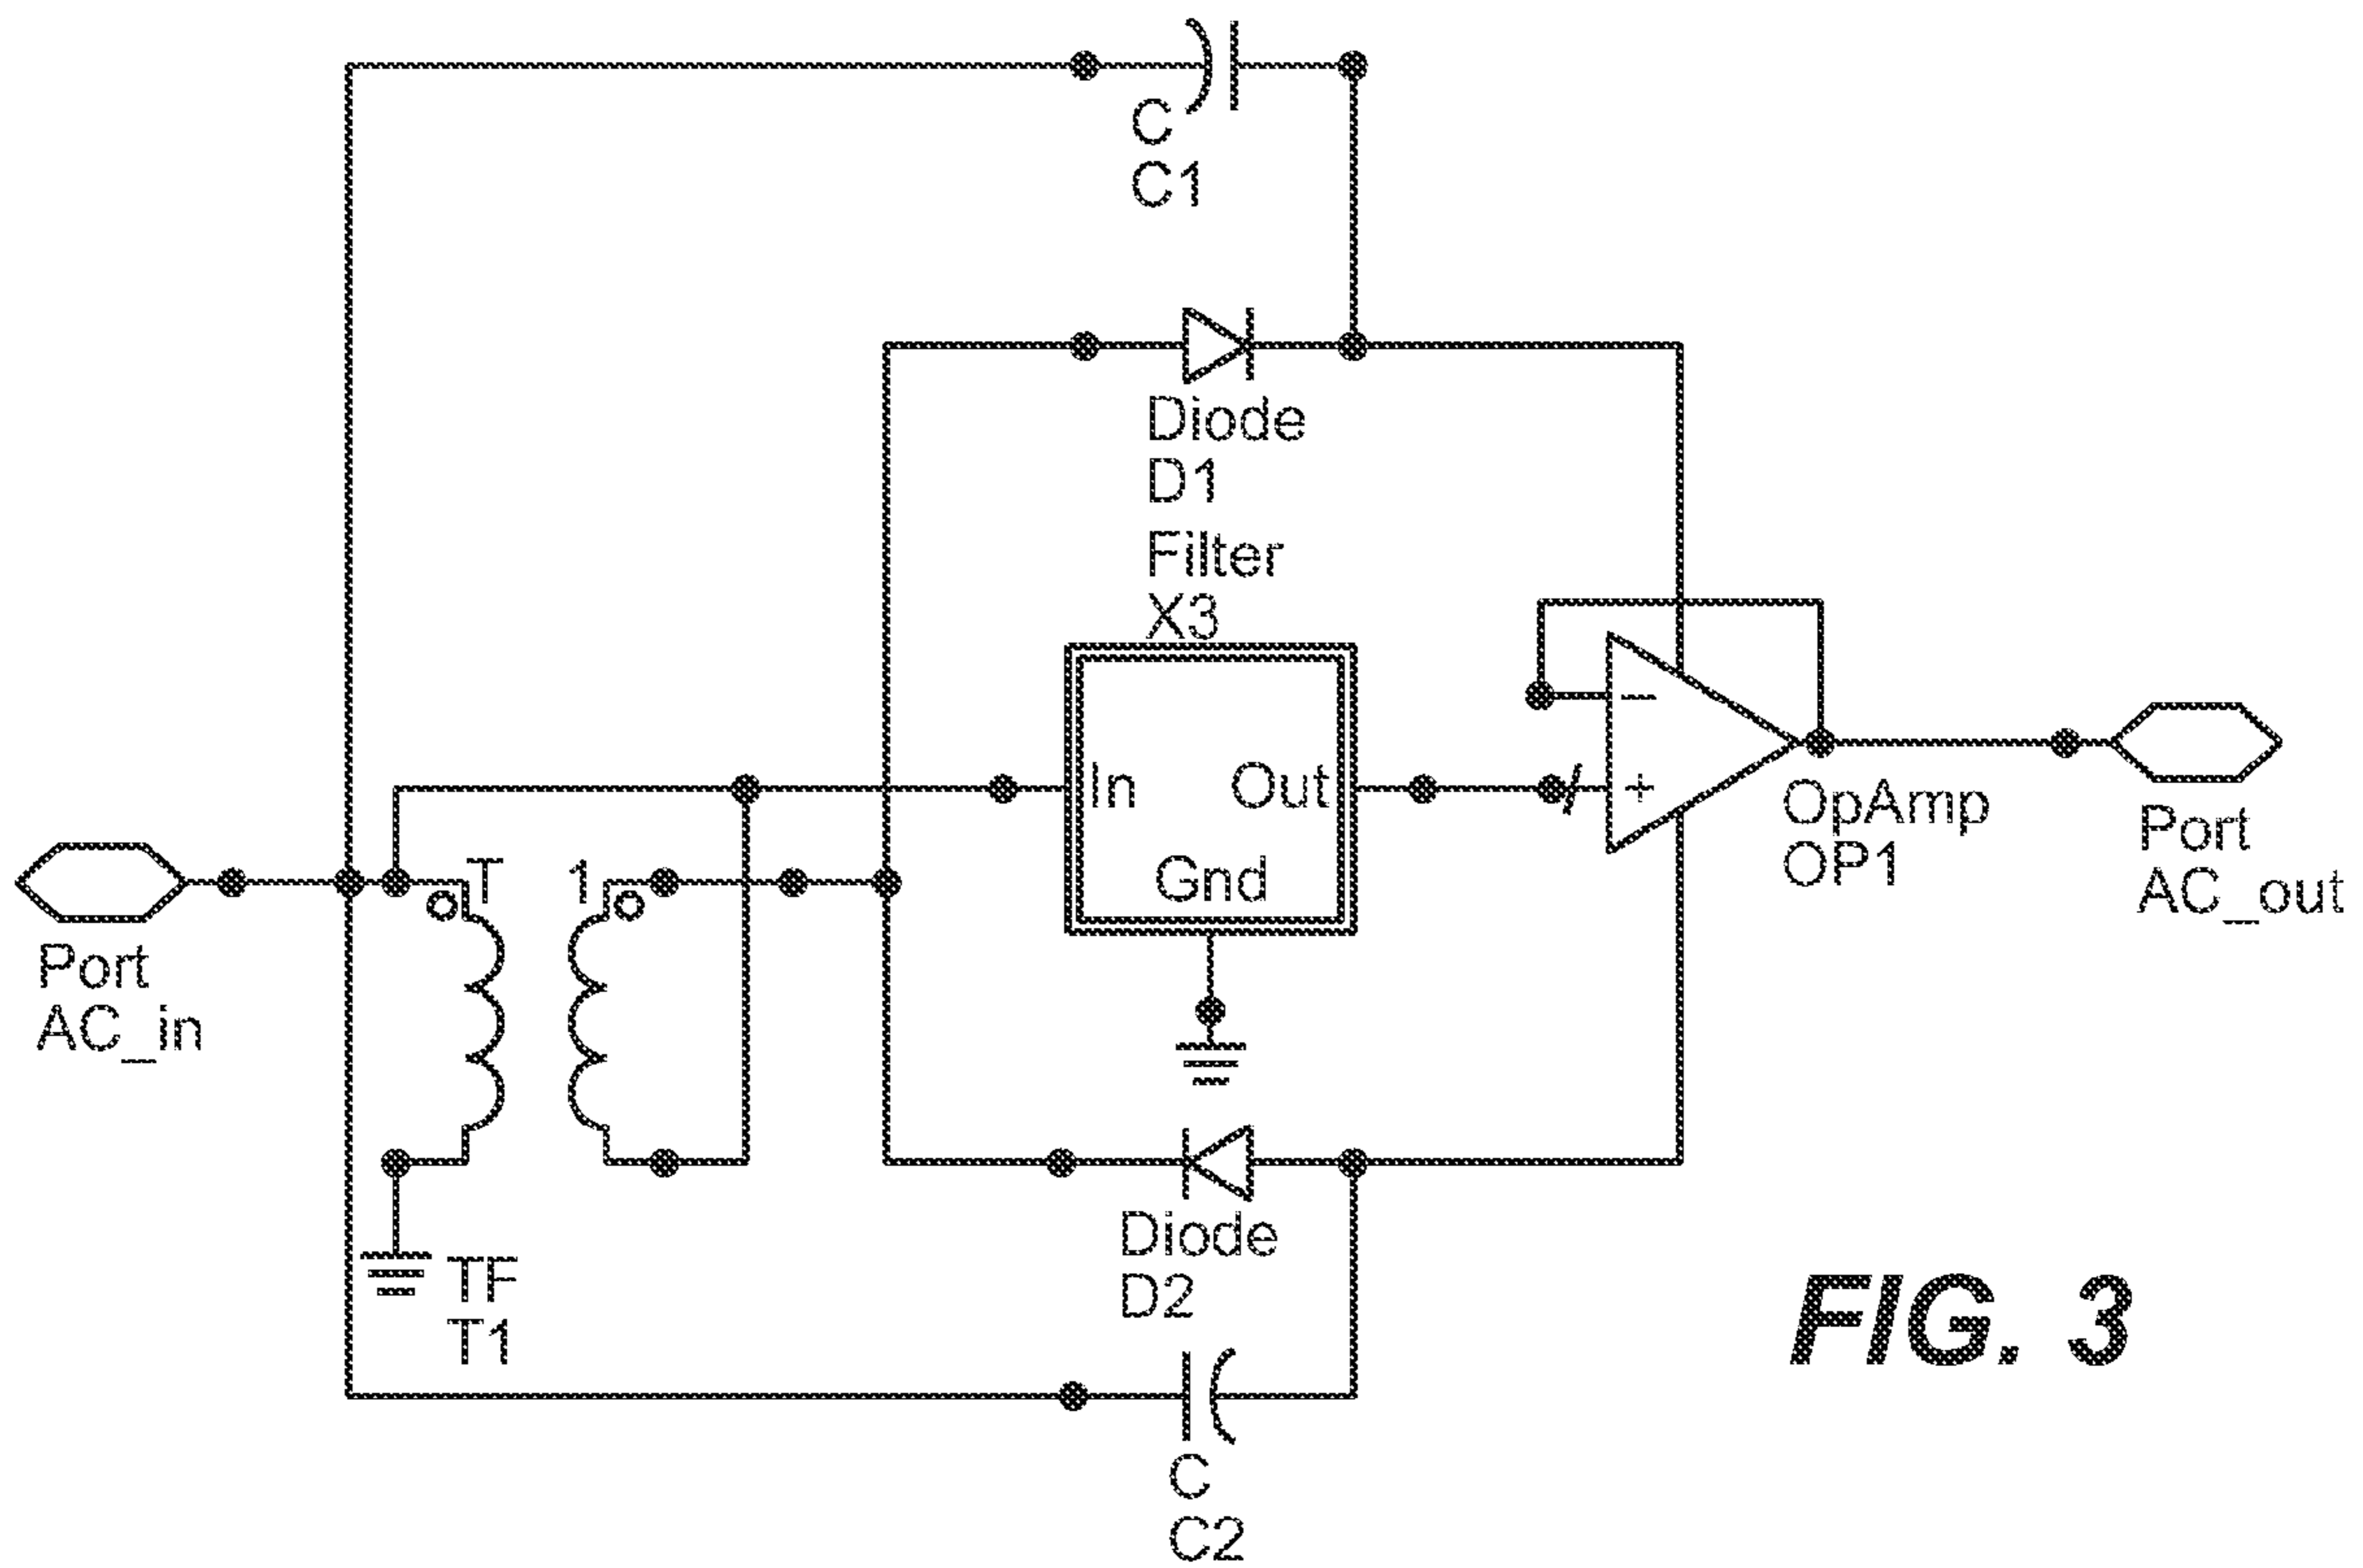 C
C1
Diode
D1
Filter
X3
In
Out
Gnd
−
+
OpAmp
OP1
Port
AC_out
T
1
Port
AC_in
TF
T1
Diode
D2
C
C2
FIG. 3